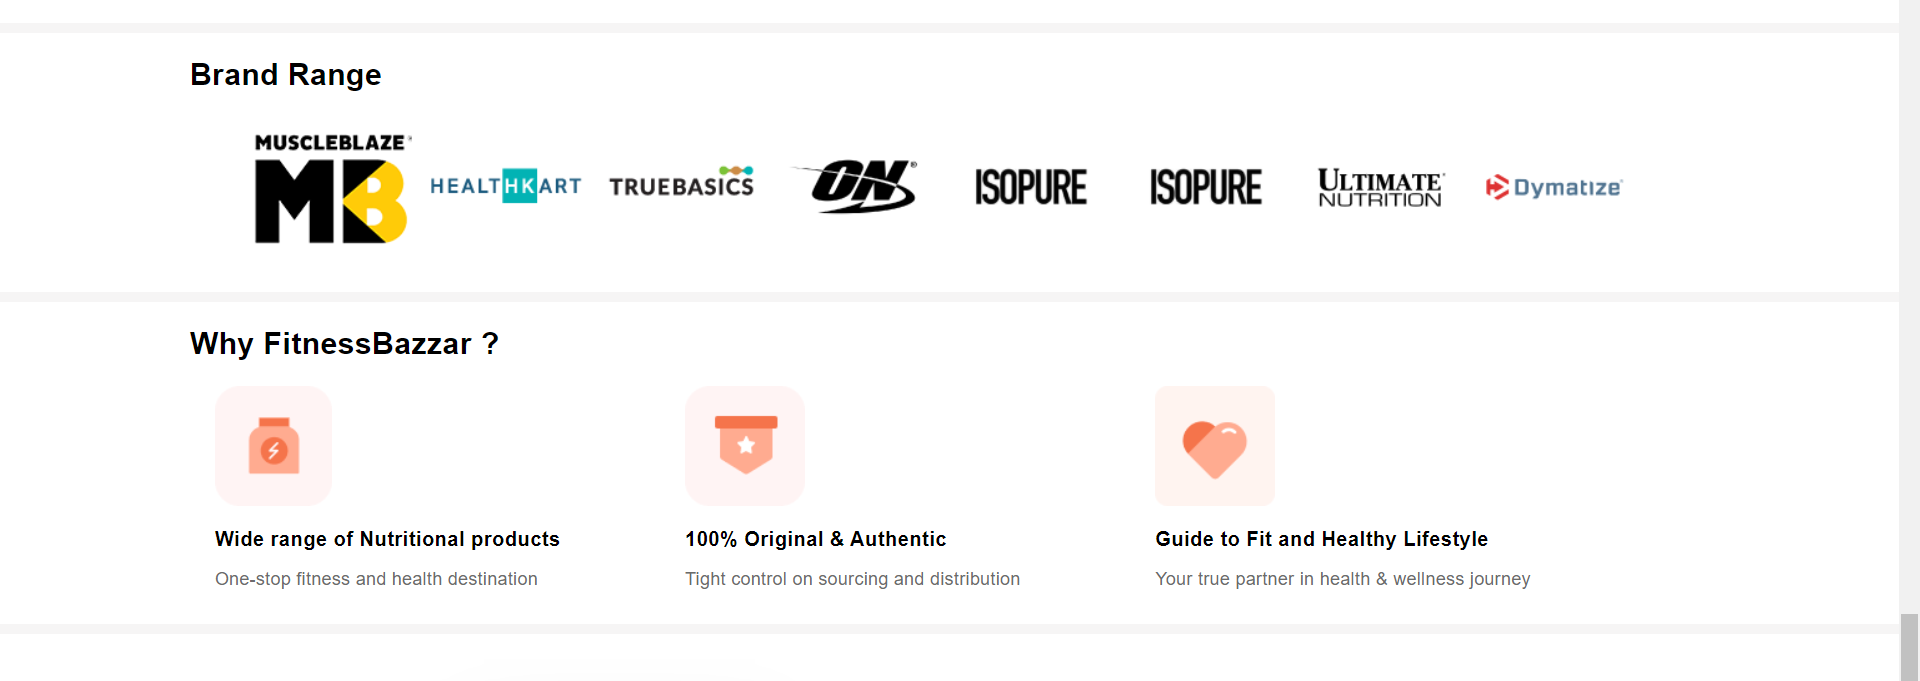 Brand Range
MUSCLEBLAZE
MB
HEALTHKART
TRUEBASICS
ON
ISOPURE
ISOPURE
ULTIMATE
NUTRITION
Dymatize
Why FitnessBazzar ?
Wide range of Nutritional products
One-stop fitness and health destination
100% Original & Authentic
Tight control on sourcing and distribution
Guide to Fit and Healthy Lifestyle
Your true partner in health & wellness journey